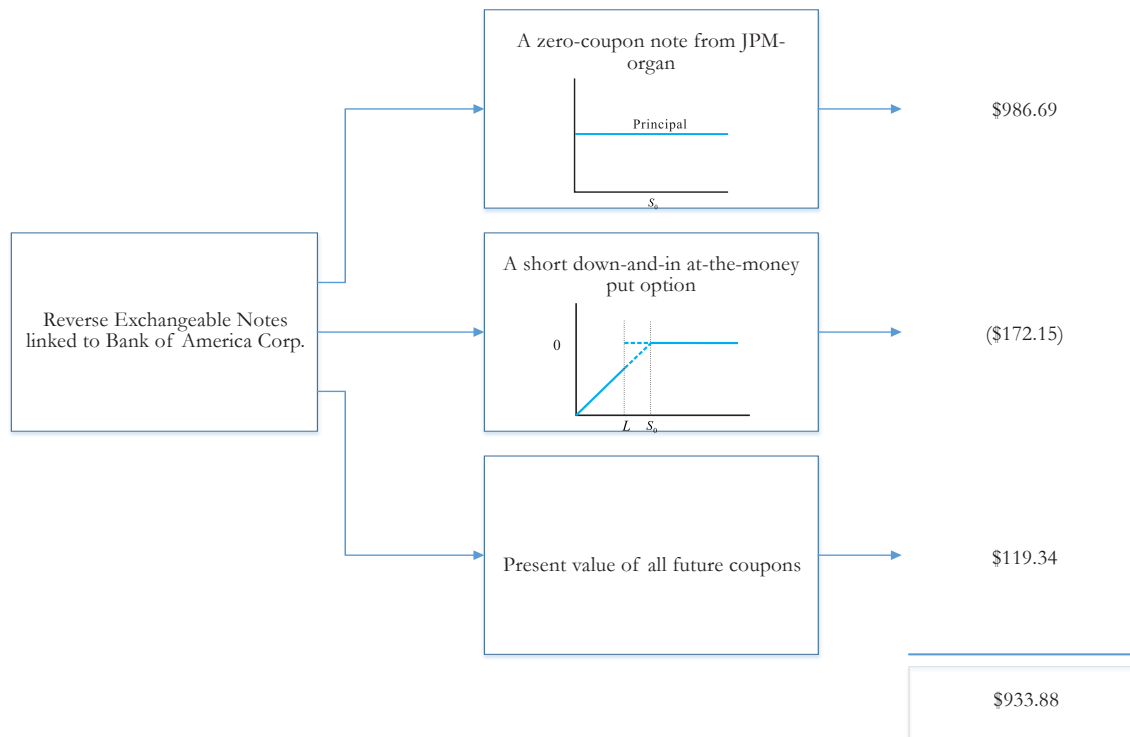 A zero-coupon note from JPM-
organ
Principal
S₀
$986.69
Reverse Exchangeable Notes
linked to Bank of America Corp.
A short down-and-in at-the-money
put option
0
L S₀
($172.15)
Present value of all future coupons
$119.34
$933.88